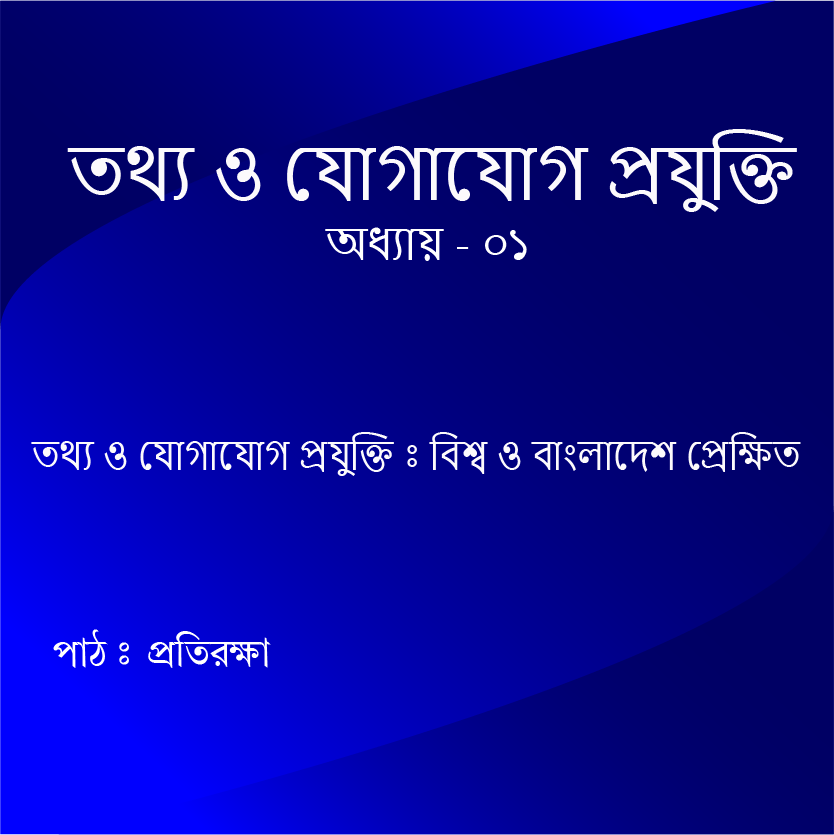 তথ্য ও যোগাযোগ প্রযুক্তি
অধ্যায় - ০১
তথ্য ও যোগাযোগ প্রযুক্তি ঃ বিশ্ব ও বাংলাদেশ প্রেক্ষিত
পাঠ ঃ প্রতিরক্ষা